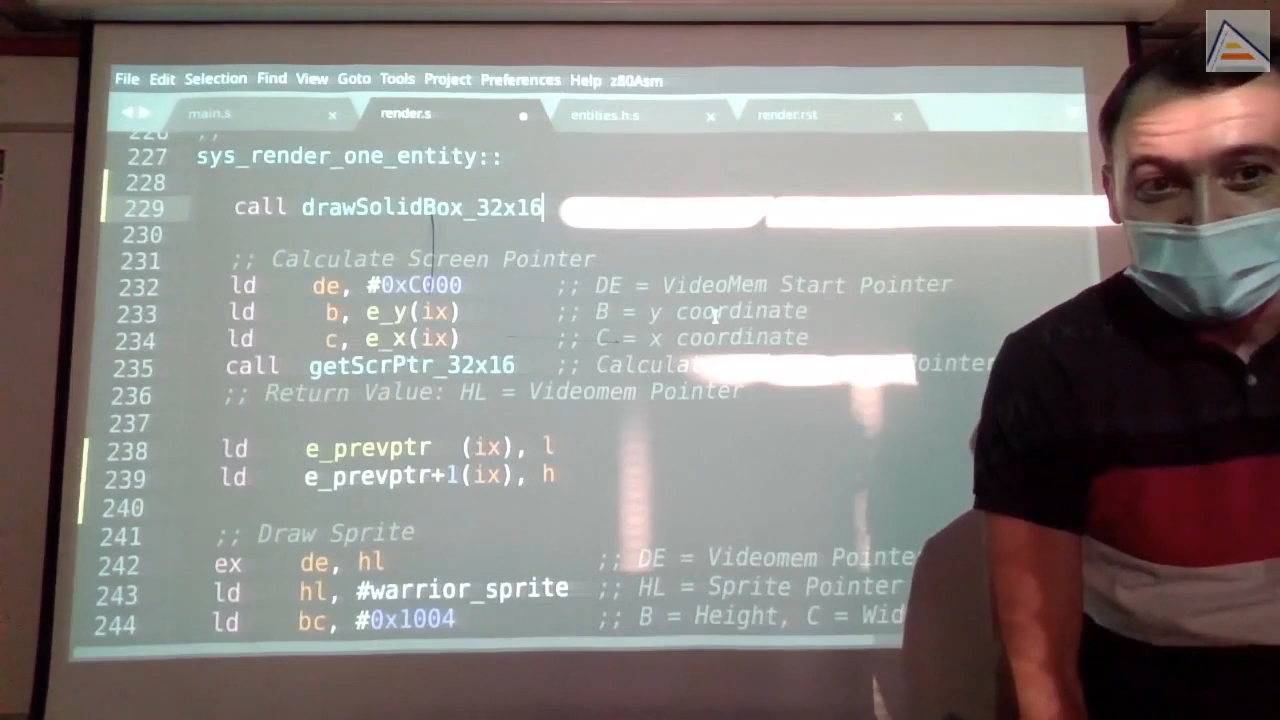 File Edit Selection Find View Goto Tools Project Preferences Help z80Asm
main.s × render.s entities.h.s × render.rst ×
226 ;;
227 sys_render_one_entity::
228
229 call drawSolidBox_32x16
230
231 ;; Calculate Screen Pointer
232 ld de, #0xC000 ;; DE = VideoMem Start Pointer
233 ld b, e_y(ix) ;; B = y coordinate
234 ld c, e_x(ix) ;; C = x coordinate
235 call getScrPtr_32x16 ;; Calcula ointer
236 ;; Return Value: HL = Videomem Pointer
237
238 ld e_prevptr (ix), l
239 ld e_prevptr+1(ix), h
240
241 ;; Draw Sprite
242 ex de, hl ;; DE = Videomem Pointe
243 ld hl, #warrior_sprite ;; HL = Sprite Pointer
244 ld bc, #0x1004 ;; B = Height, C = Wid